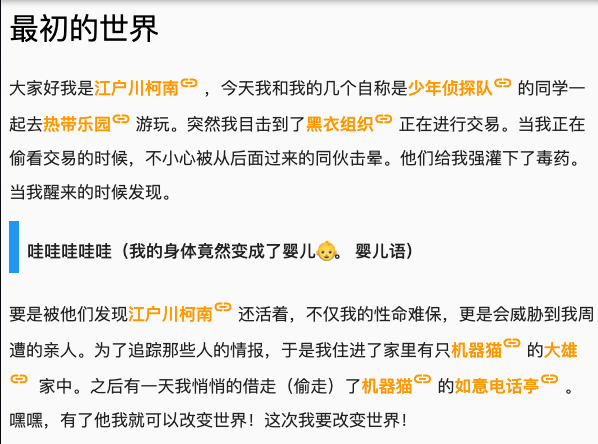 最初的世界
大家好我是江户川柯南，今天我和我的几个自称是少年侦探队 的同学一
起去热带乐园 游玩。突然我目击到了黑衣组织 正在进行交易。当我正在
偷看交易的时候，不小心被从后面过来的同伙击晕。他们给我强灌下了毒药。
当我醒来的时候发现。
哇哇哇哇哇（我的身体竟然变成了婴儿👶。 婴儿语）
要是被他们发现江户川柯南 还活着，不仅我的性命难保，更是会威胁到我周
遭的亲人。为了追踪那些人的情报，于是我住进了家里有只机器猫 的大雄
家中。之后有一天我悄悄的借走（偷走）了机器猫 的如意电话亭 。
嘿嘿，有了他我就可以改变世界！这次我要改变世界！